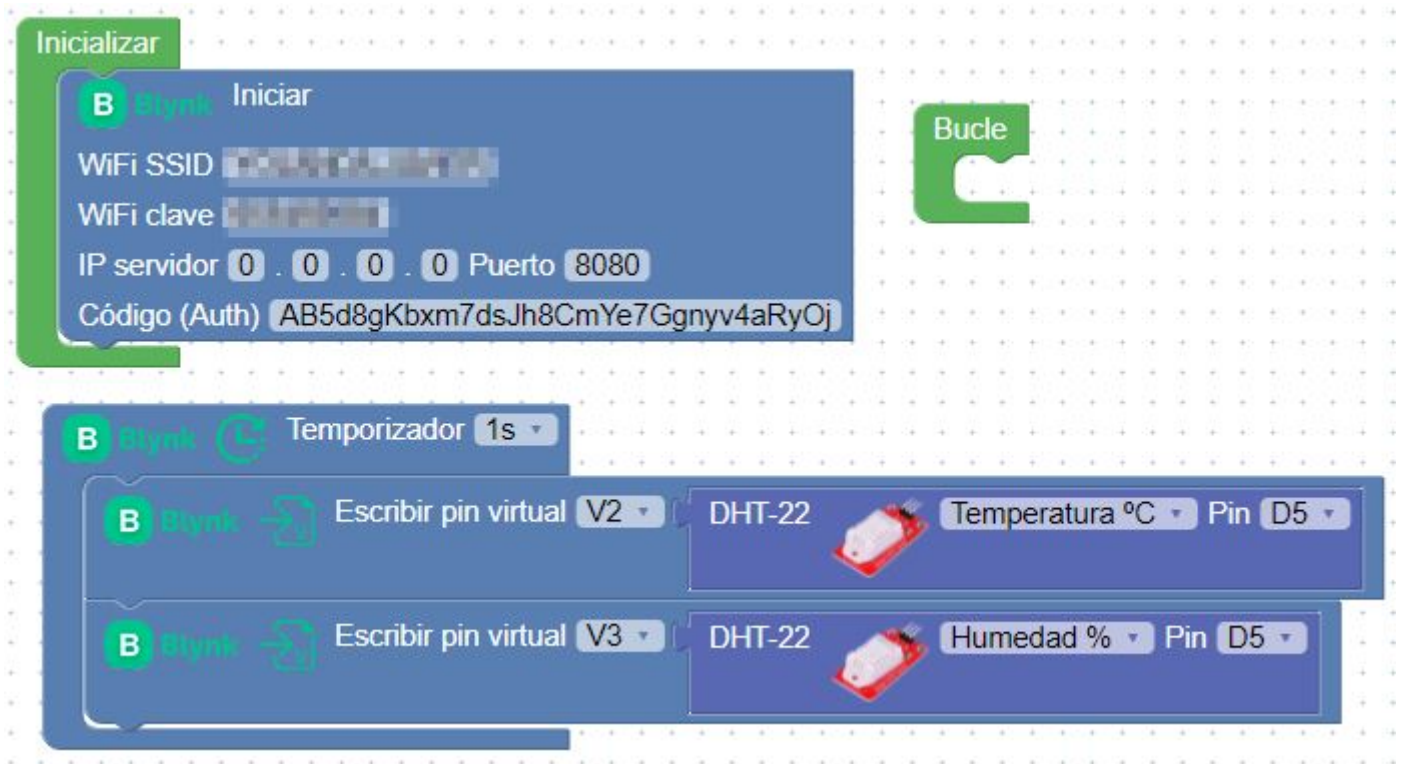 Inicializar
B Blynk Iniciar
WiFi SSID
WiFi clave
IP servidor 0 . 0 . 0 . 0 Puerto 8080
Código (Auth) AB5d8gKbxm7dsJh8CmYe7Ggnyv4aRyOj
Bucle
B Blynk Temporizador 1s
B Blynk Escribir pin virtual V2 DHT-22 Temperatura ºC Pin D5
B Blynk Escribir pin virtual V3 DHT-22 Humedad % Pin D5